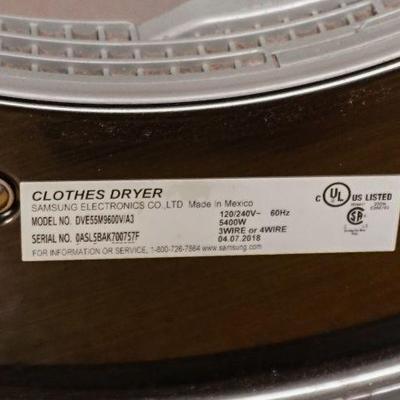 CLOTHES DRYER
SAMSUNG ELECTRONICS CO.,LTD Made in Mexico
MODEL NO. DVE55M9600V/A3 120/240V~ 60Hz
5400W
3WIRE or 4WIRE
SERIAL NO. 0ASL5BAK700757F 04.07.2018
FOR INFORMATION OR SERVICE, 1-800-726-7864 www.samsung.com
C UL US LISTED